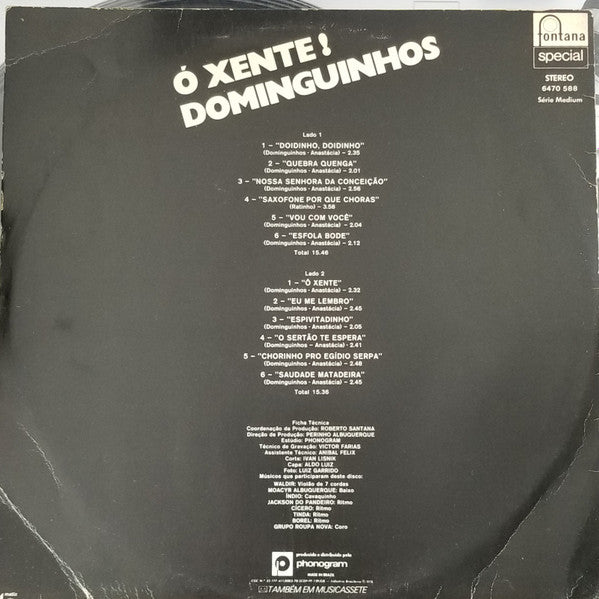 Ó XENTE!
DOMINGUINHOS
fontana
special
STEREO
6470 588
Série Medium
Lado 1
1 – "DOIDINHO, DOIDINHO"
(Dominguinhos - Anastácia) – 2.35
2 – "QUEBRA QUENGA"
(Dominguinhos - Anastácia) – 2.01
3 – "NOSSA SENHORA DA CONCEIÇÃO"
(Dominguinhos - Anastácia) – 2.56
4 – "SAXOFONE POR QUE CHORAS"
(Ratinho) – 3.58
5 – "VOU COM VOCÊ"
(Dominguinhos - Anastácia) – 2.04
6 – "ESFOLA BODE"
(Dominguinhos - Anastácia) – 2.12
Total 15.46
Lado 2
1 – "Ô XENTE"
(Dominguinhos - Anastácia) – 2.32
2 – "EU ME LEMBRO"
(Dominguinhos - Anastácia) – 2.45
3 – "ESPIVITADINHO"
(Dominguinhos - Anastácia) – 2.05
4 – "O SERTÃO TE ESPERA"
(Dominguinhos – Anastácia) – 2.41
5 – "CHORINHO PRO EGÍDIO SERPA"
(Dominguinhos - Anastácia) – 2.48
6 – "SAUDADE MATADEIRA"
(Dominguinhos - Anastácia) – 2.45
Total 15.36
Ficha Técnica
Coordenação de Produção: ROBERTO SANTANA
Direção de Produção: PERINHO ALBUQUERQUE
Estúdio: PHONOGRAM
Técnico de Gravação: VICTOR FARIAS
Assistente Técnico: ANIBAL FELIX
Corte: IVAN LISNIK
Capa: ALDO LUIZ
Foto: LUIZ GARRIDO
Músicos que participaram deste disco:
WALDIR: Violão de 7 cordes
MOACYR ALBUQUERQUE: Baixo
ÍNDIO: Cavaquinho
JACKSON DO PANDEIRO: Ritmo
CÍCERO: Ritmo
TINDA: Ritmo
BOREL: Ritmo
GRUPO ROUPA NOVA: Coro
produzido e distribuído pela
phonogram
MADE IN BRAZIL
TAMBÉM EM MUSICASSETE